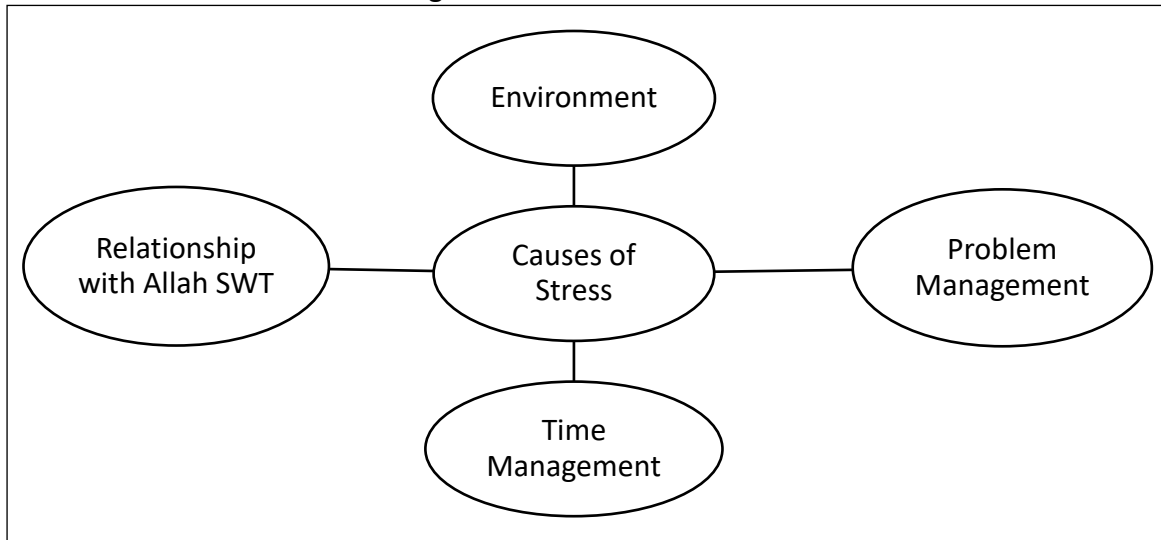 Environment
Relationship
with Allah SWT
Causes of
Stress
Problem
Management
Time
Management